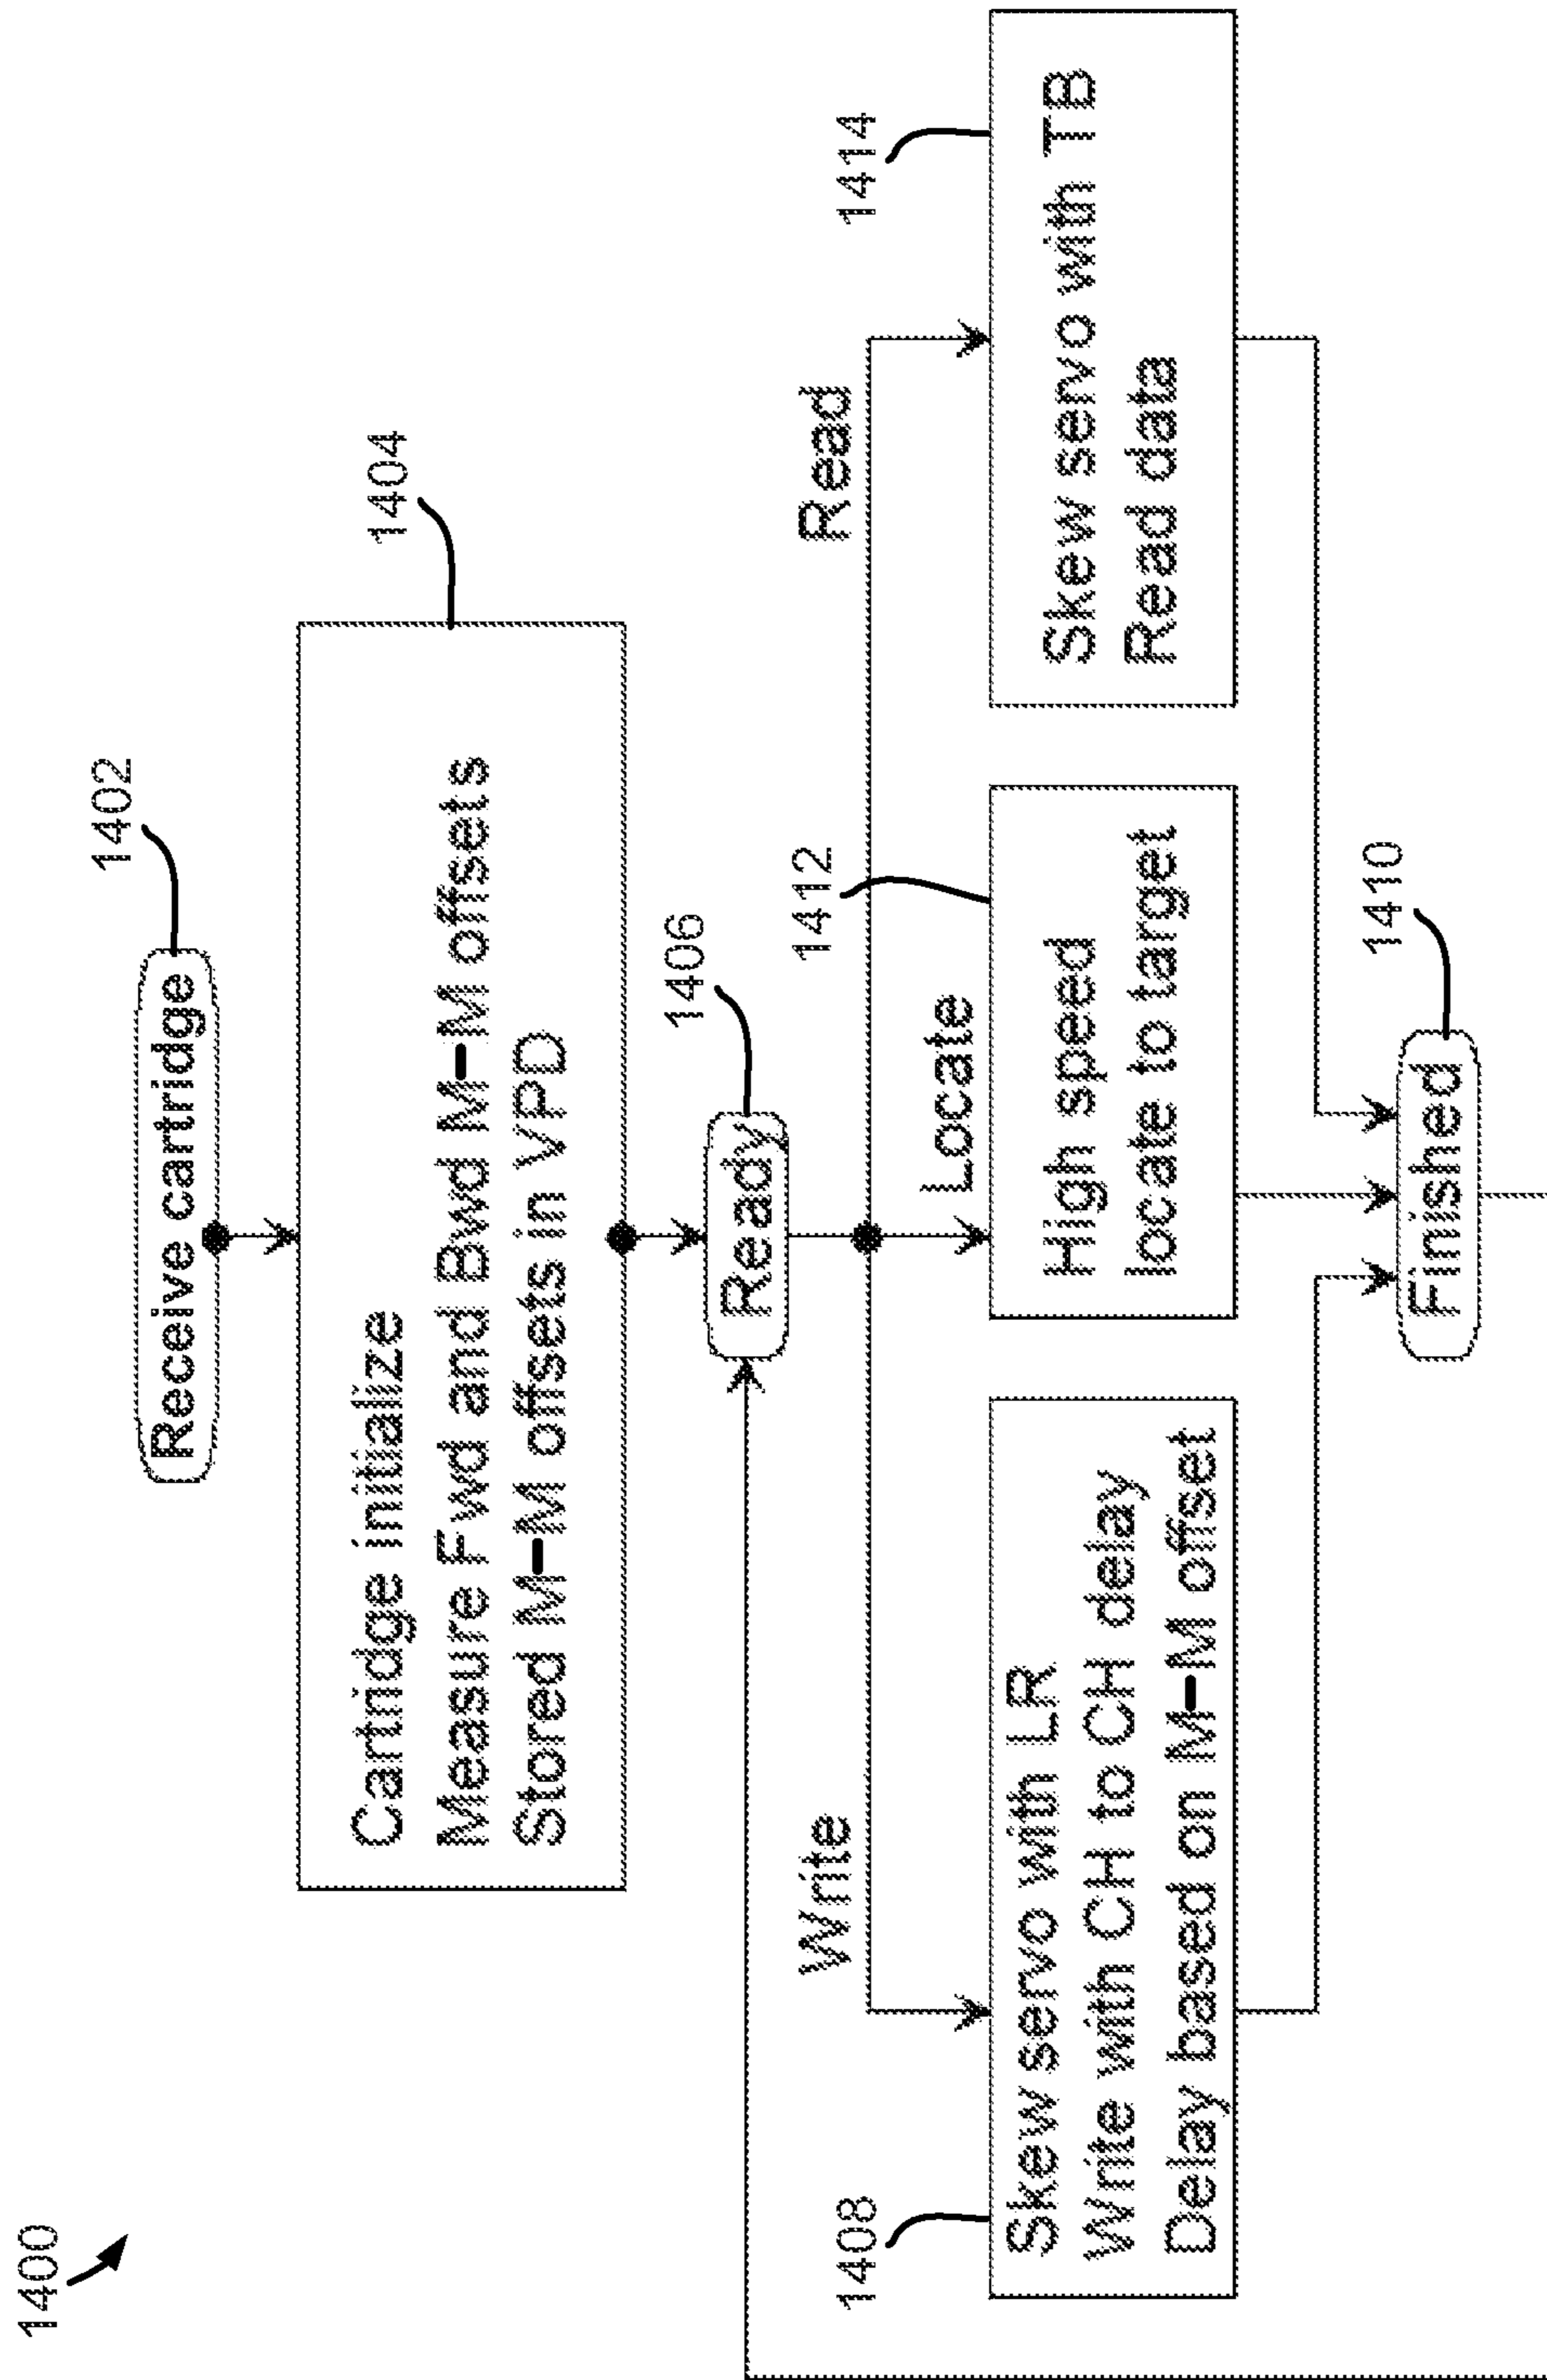 1400
Receive cartridge
1402
Cartridge initialize
Measure Fwd and Bwd M-M offsets
Stored M-M offsets in VPD
1404
Ready
1406
Write
Locate
Read
1408
Skew servo with LR
Write with CH to CH delay
Delay based on M-M offset
1412
High speed
locate to target
1414
Skew servo with TB
Read data
Finished
1410